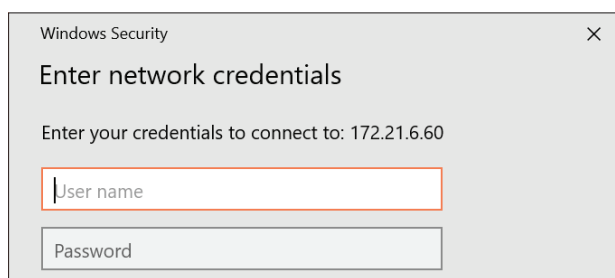 Windows Security
Enter network credentials
Enter your credentials to connect to: 172.21.6.60
User name
Password